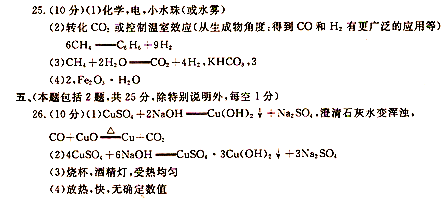 25.(10分)(1)化学,电,小水珠(或水雾)
(2)转化CO₂或控制温室效应(从生成物角度:得到CO和H₂有更广泛的应用等)
6CH₄══C₆H₆+9H₂
(3)CH₄+2H₂O══CO₂+4H₂,KHCO₃,3
(4)2,Fe₂O₃·H₂O
五、(本题包括2题,共25分,除特别说明外,每空1分)
26.(10分)(1)CuSO₄+2NaOH══Cu(OH)₂↓+Na₂SO₄,澄清石灰水变浑浊,
CO+CuO══△Cu+CO₂
(2)4CuSO₄+6NaOH══CuSO₄·3Cu(OH)₂↓+3Na₂SO₄
(3)烧杯,酒精灯,受热均匀
(4)放热,快,无确定数值